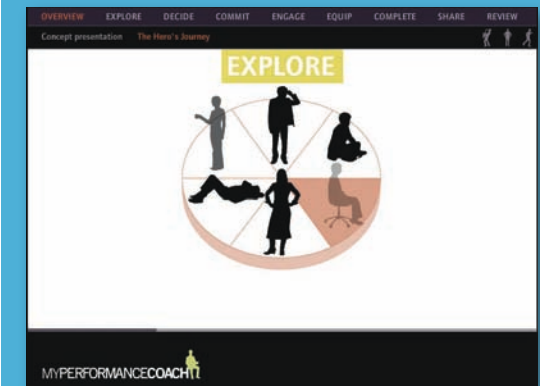 OVERVIEW EXPLORE DECIDE COMMIT ENGAGE EQUIP COMPLETE SHARE REVIEW
Concept presentation The Hero's Journey
EXPLORE
MYPERFORMANCECOACH